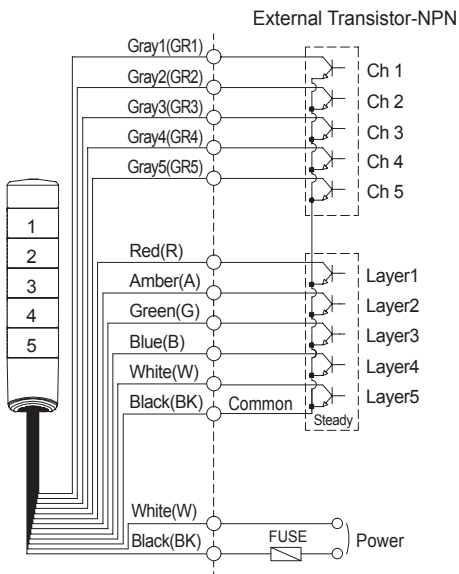 External Transistor-NPN
Gray1(GR1)
Ch 1
Gray2(GR2)
Ch 2
Gray3(GR3)
Ch 3
Gray4(GR4)
Ch 4
Gray5(GR5)
Ch 5
1
2
3
4
5
Red(R)
Layer1
Amber(A)
Layer2
Green(G)
Layer3
Blue(B)
Layer4
White(W)
Layer5
Black(BK)
Common
Steady
White(W)
Black(BK)
FUSE
Power